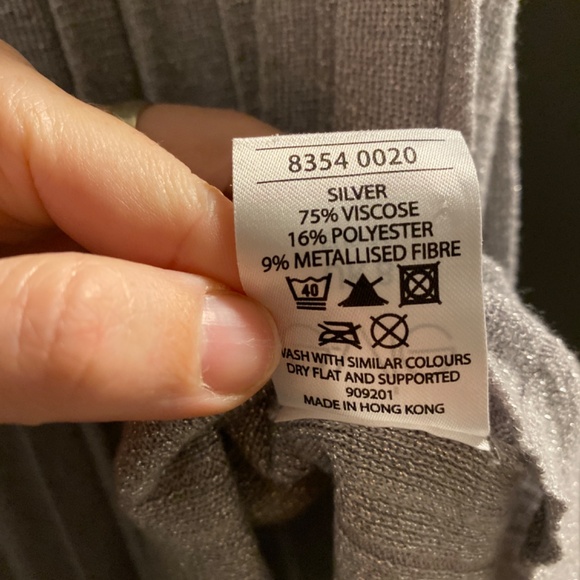 8354 0020
SILVER
75% VISCOSE
16% POLYESTER
9% METALLISED FIBRE
40
WASH WITH SIMILAR COLOURS
DRY FLAT AND SUPPORTED
909201
MADE IN HONG KONG